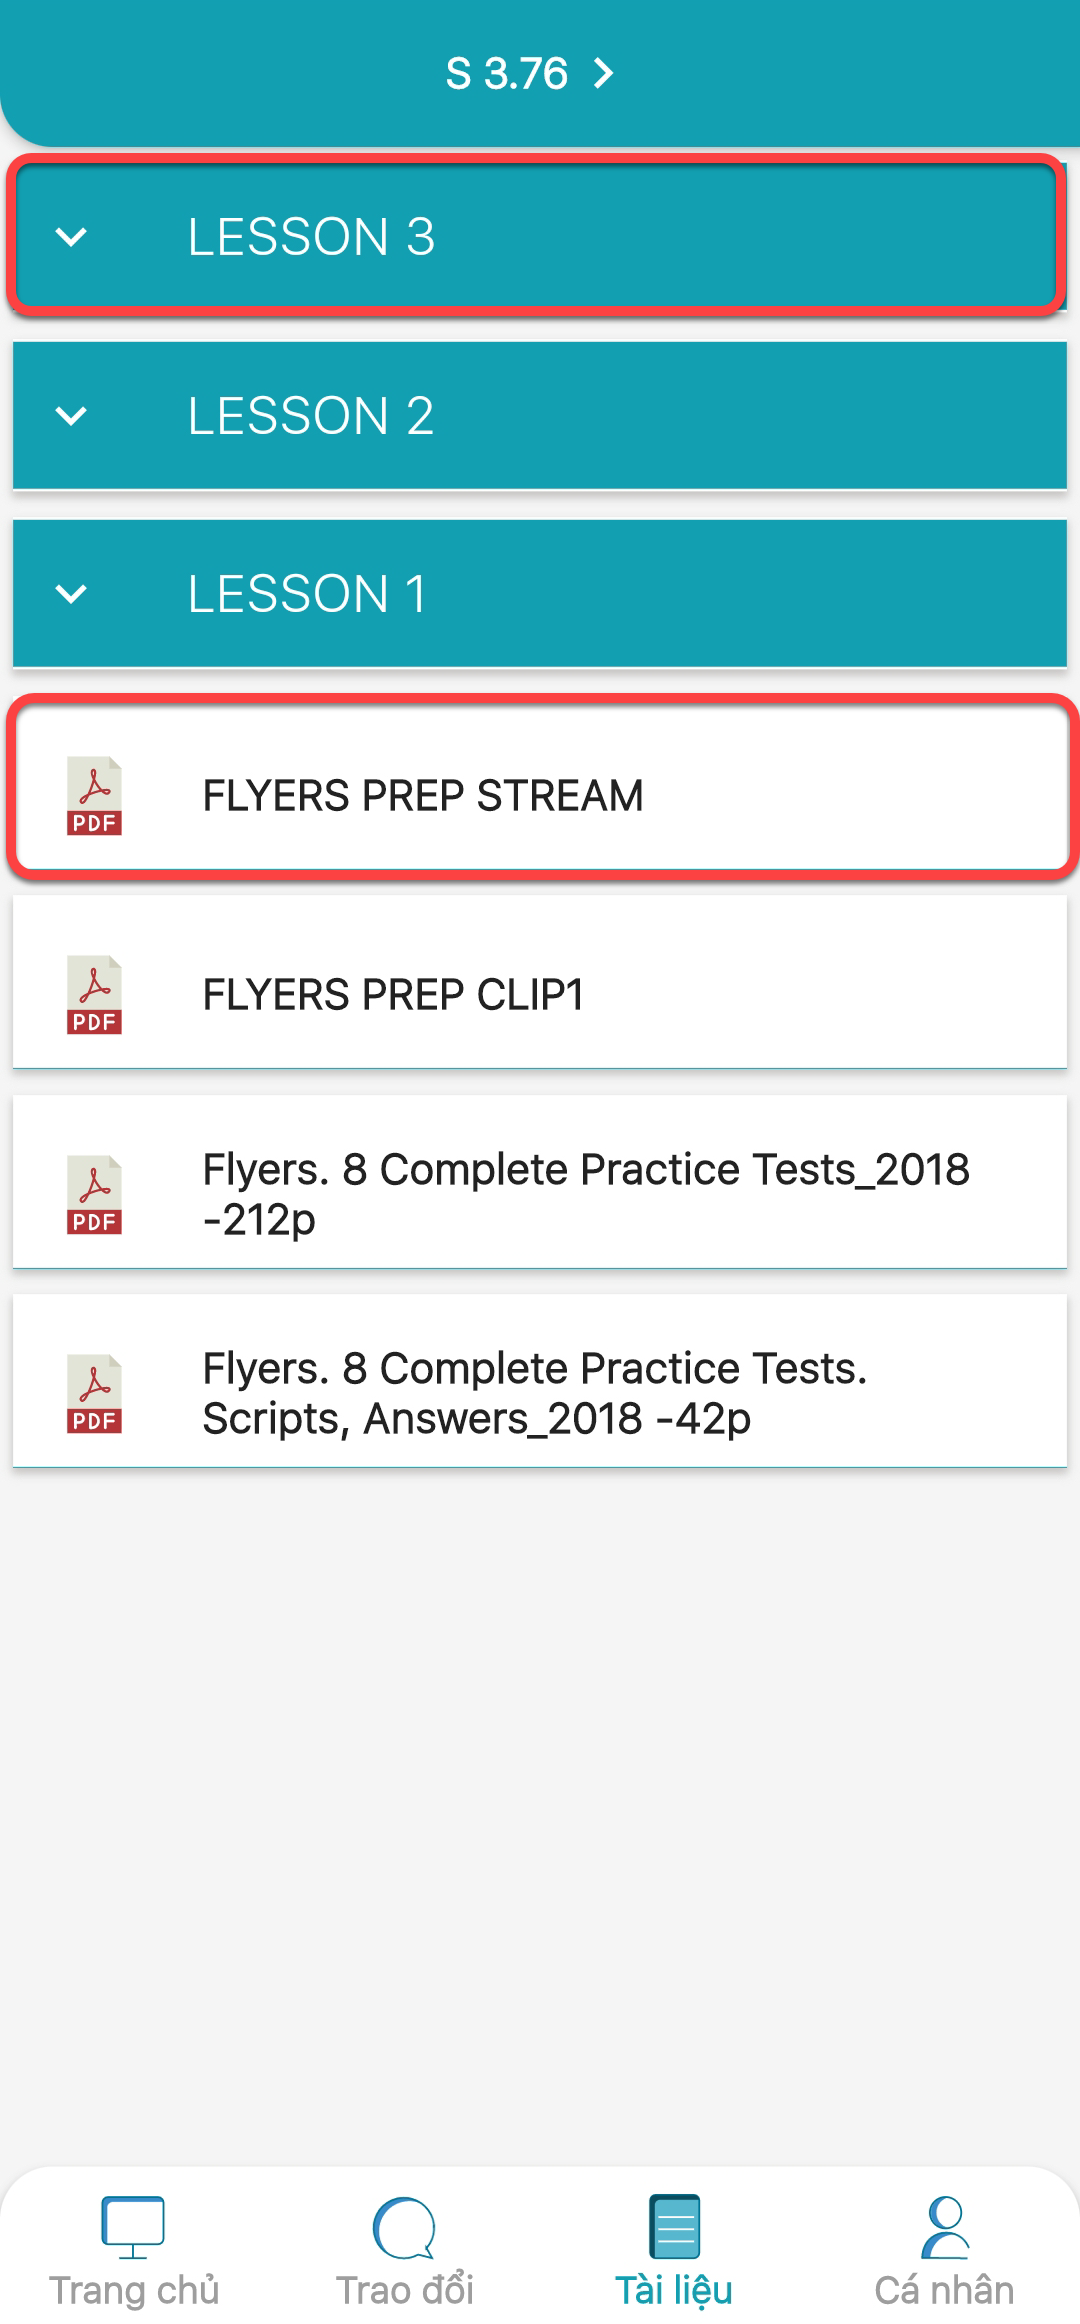 S 3.76
LESSON 3
LESSON 2
LESSON 1
PDF
FLYERS PREP STREAM
PDF
FLYERS PREP CLIP1
PDF
Flyers. 8 Complete Practice Tests_2018
-212p
PDF
Flyers. 8 Complete Practice Tests.
Scripts, Answers_2018 -42p
Trang chủ
Trao đổi
Tài liệu
Cá nhân